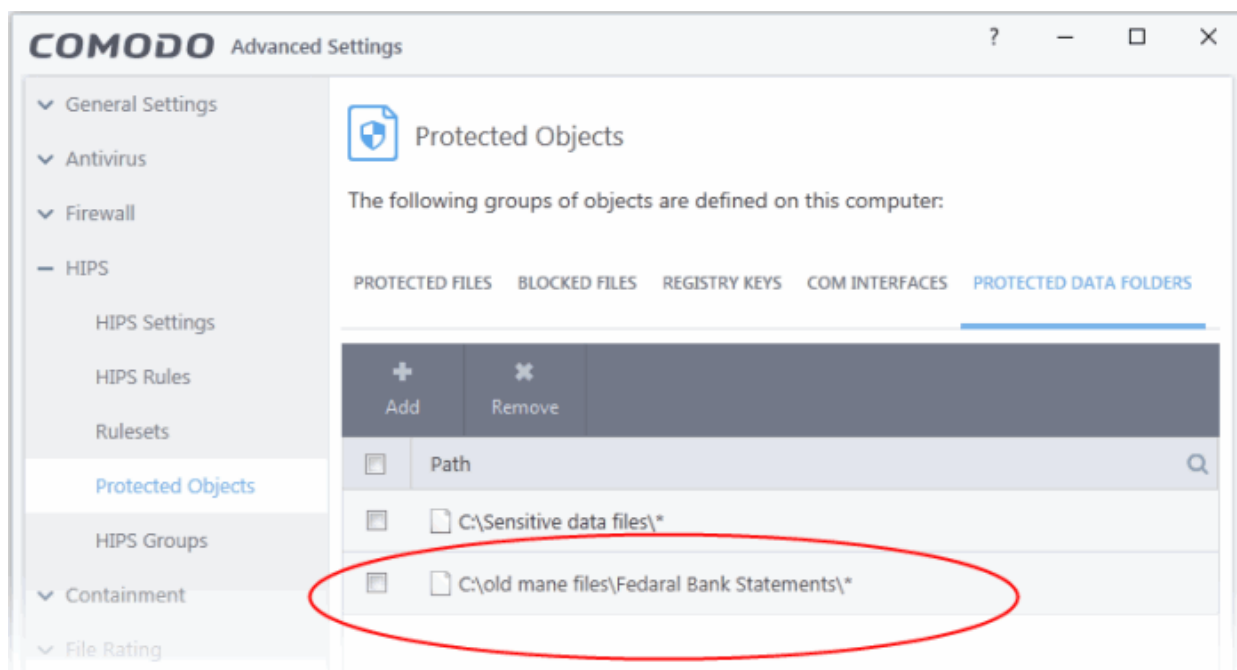 COMODO Advanced Settings ?
General Settings
Antivirus
Firewall
HIPS
HIPS Settings
HIPS Rules
Rulesets
Protected Objects
HIPS Groups
Containment
File Rating
Protected Objects
The following groups of objects are defined on this computer:
PROTECTED FILES BLOCKED FILES REGISTRY KEYS COM INTERFACES PROTECTED DATA FOLDERS
Add Remove
Path
C:\Sensitive data files\*
C:\old mane files\Fedaral Bank Statements\*